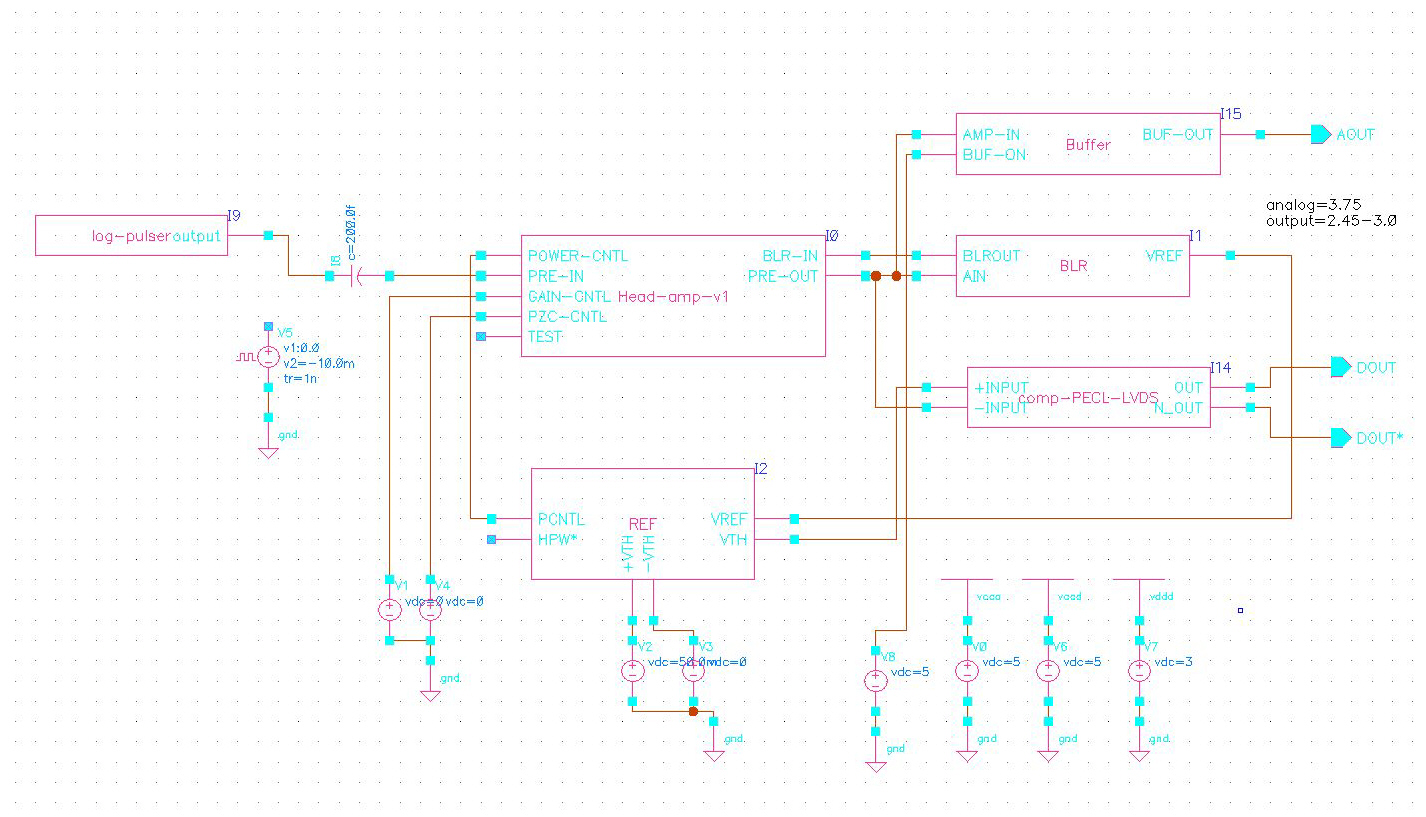 I15
AMP-IN
BUF-ON
Buffer
BUF-OUT
AOUT
analog=3.75
output=2.45-3.0
I9
log-pulser output
I8
c=200.0f
I0
POWER-CNTL
PRE-IN
GAIN-CNTL
PZC-CNTL
TEST
Head-amp-v1
BLR-IN
PRE-OUT
I1
BLROUT
AIN
BLR
VREF
V5
v1:0.0
v2=-10.0m
tr=1n
gnd
I14
+INPUT
-INPUT
comp-PECL-LVDS
OUT
N_OUT
DOUT
DOUT*
I2
PCNTL
HPW*
REF
+VTH
-VTH
VREF
VTH
V1
vdc=0
V4
vdc=0
gnd
V2
vdc=500.0m
V3
vdc=0
gnd
V8
vdc=5
gnd
V0
vdc=5
gnd
V6
vdc=5
gnd
vddd
V7
vdc=3
gnd